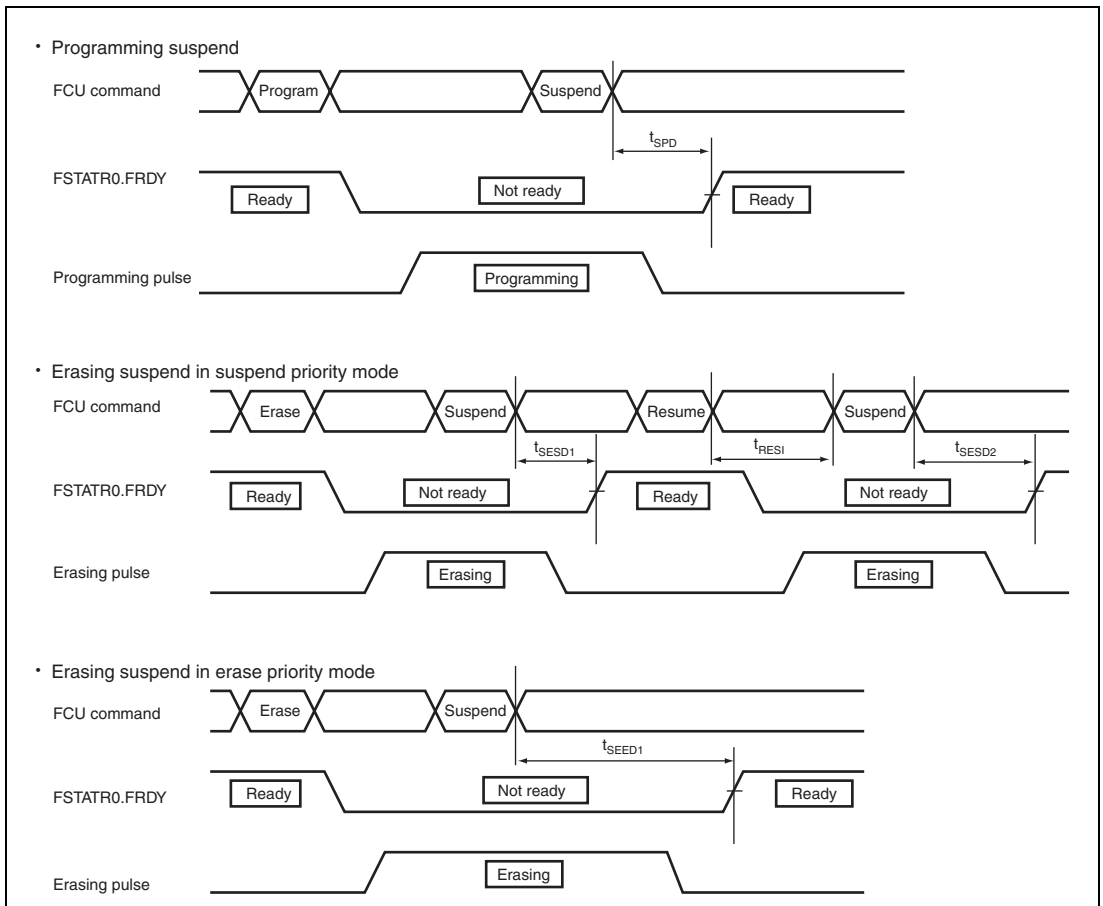 • Programming suspend
FCU command
Program
Suspend
tSPD
FSTATR0.FRDY
Ready
Not ready
Ready
Programming pulse
Programming
• Erasing suspend in suspend priority mode
FCU command
Erase
Suspend
Resume
Suspend
tSESD1
tRESI
tSESD2
FSTATR0.FRDY
Ready
Not ready
Ready
Not ready
Erasing pulse
Erasing
Erasing
• Erasing suspend in erase priority mode
FCU command
Erase
Suspend
tSEED1
FSTATR0.FRDY
Ready
Not ready
Ready
Erasing pulse
Erasing